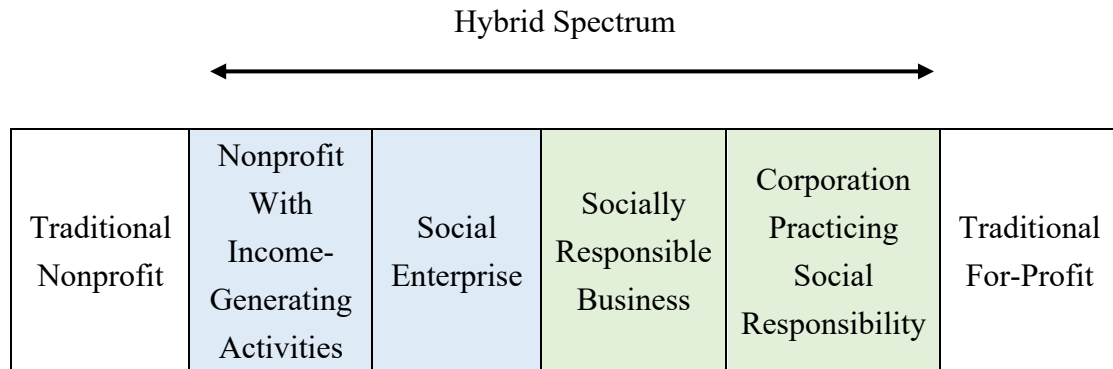 Hybrid Spectrum
Traditional
Nonprofit
Nonprofit
With
Income-
Generating
Activities
Social
Enterprise
Socially
Responsible
Business
Corporation
Practicing
Social
Responsibility
Traditional
For-Profit